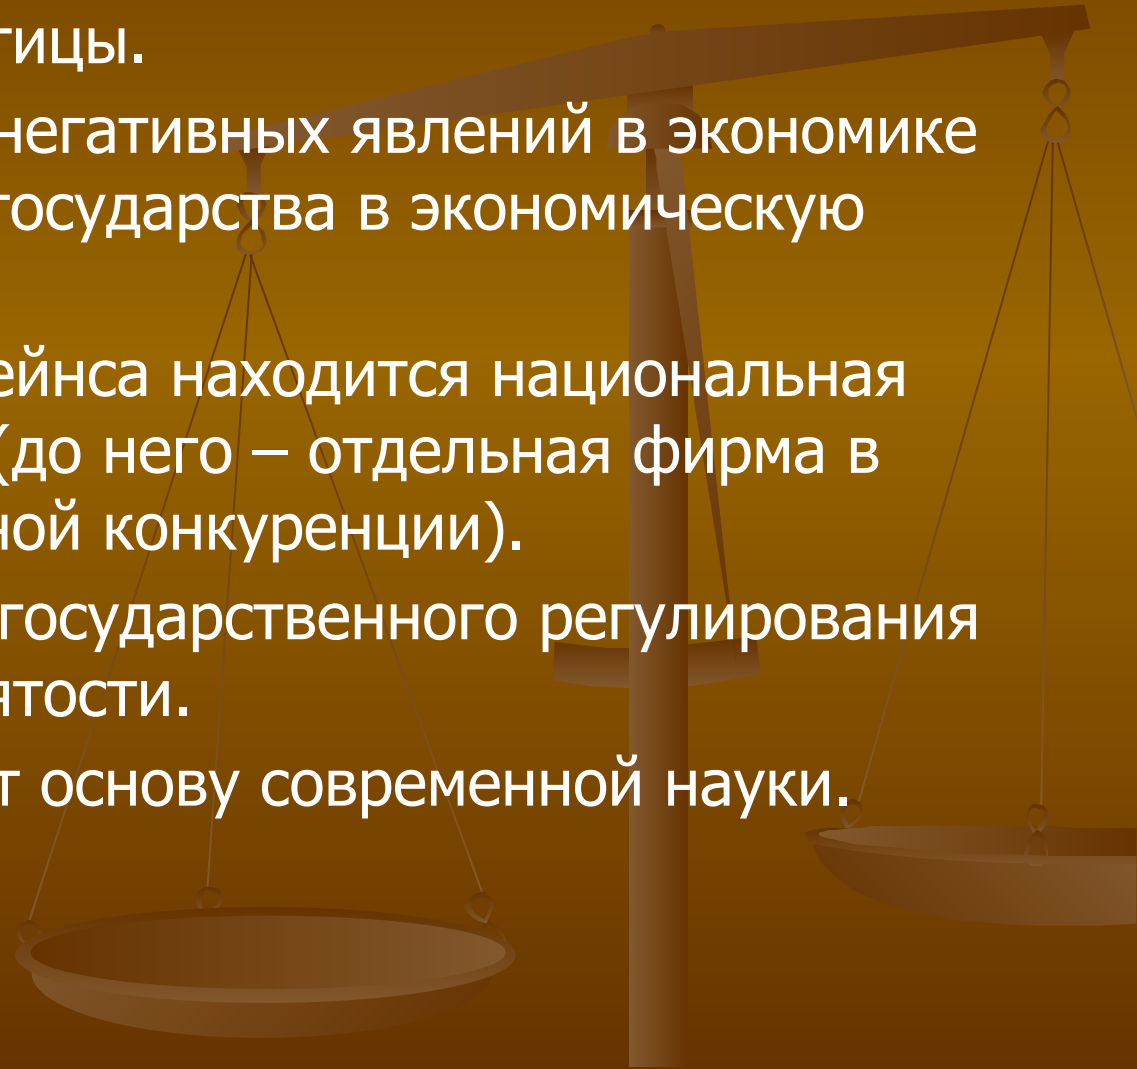 тицы.
негативных явлений в экономике
государства в экономическую
ейнса находится национальная
(до него – отдельная фирма в
ной конкуренции).
государственного регулирования
ятости.
т основу современной науки.